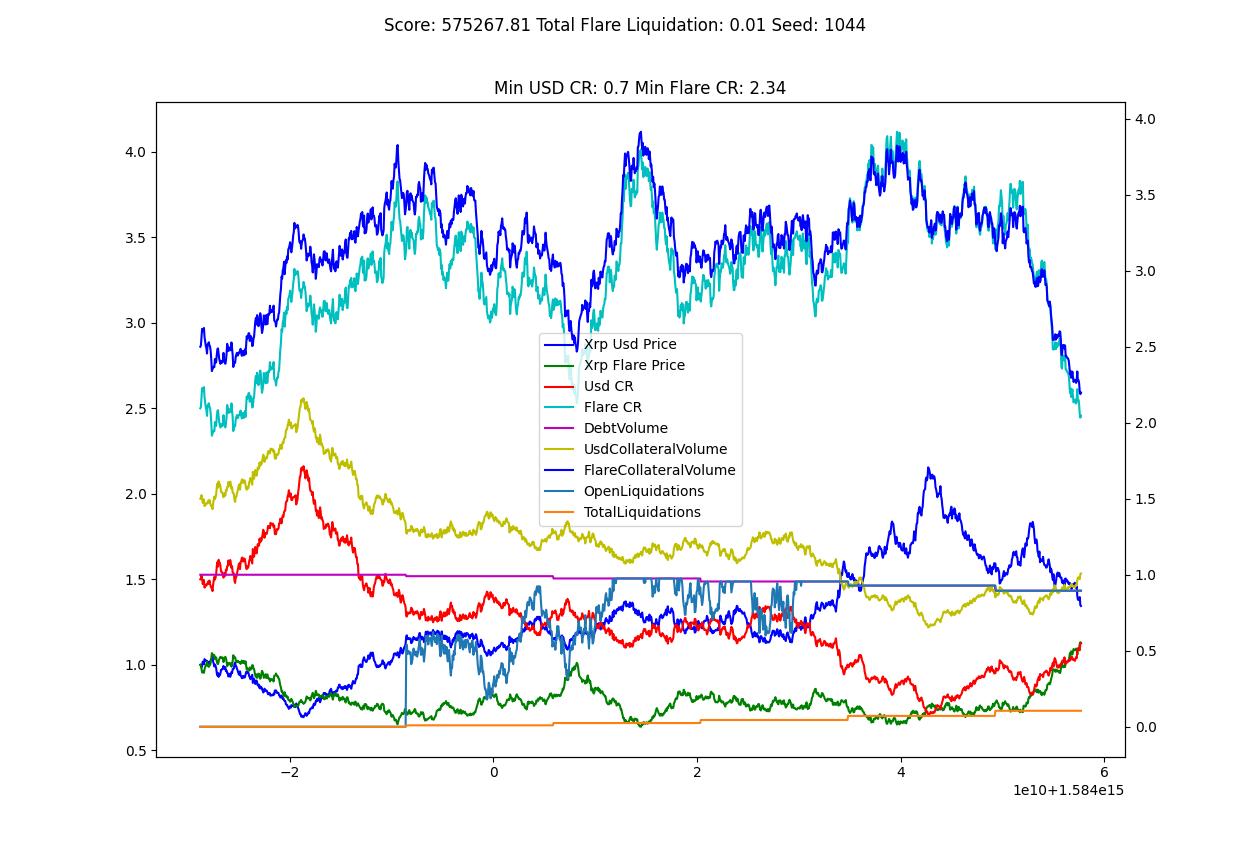 Score: 575267.81 Total Flare Liquidation: 0.01 Seed: 1044
Min USD CR: 0.7 Min Flare CR: 2.34
4.0
3.5
3.0
2.5
2.0
1.5
1.0
0.5
4.0
3.5
3.0
2.5
2.0
1.5
1.0
0.5
0.0
Xrp Usd Price
Xrp Flare Price
Usd CR
Flare CR
DebtVolume
UsdCollateralVolume
FlareCollateralVolume
OpenLiquidations
TotalLiquidations
−2 0 2 4 6
1e10+1.584e15